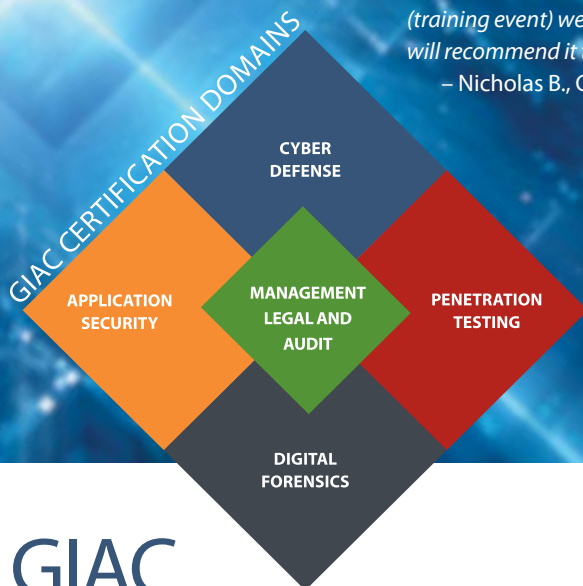 (training event) we
will recommend it
– Nicholas B.,
GIAC CERTIFICATION DOMAINS
CYBER
DEFENSE
APPLICATION
SECURITY
MANAGEMENT
LEGAL AND
AUDIT
PENETRATION
TESTING
DIGITAL
FORENSICS
GIAC